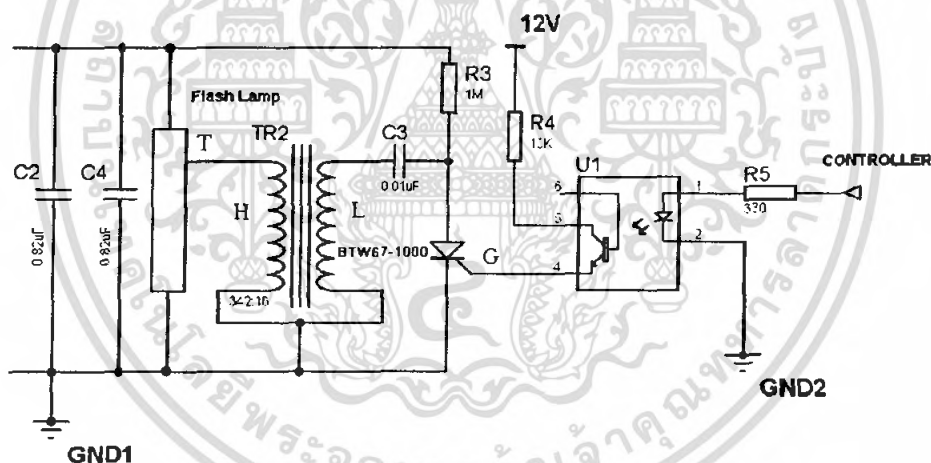 12V
R3
1M
Flash Lamp
TR2
C3
R4
T
U1
C2
C4
R5
CONTROLLER
0.01uF
6
1
330
H
L
5
0.82uF
0.82uF
BTW67-1000
G
4
2
GND2
GND1